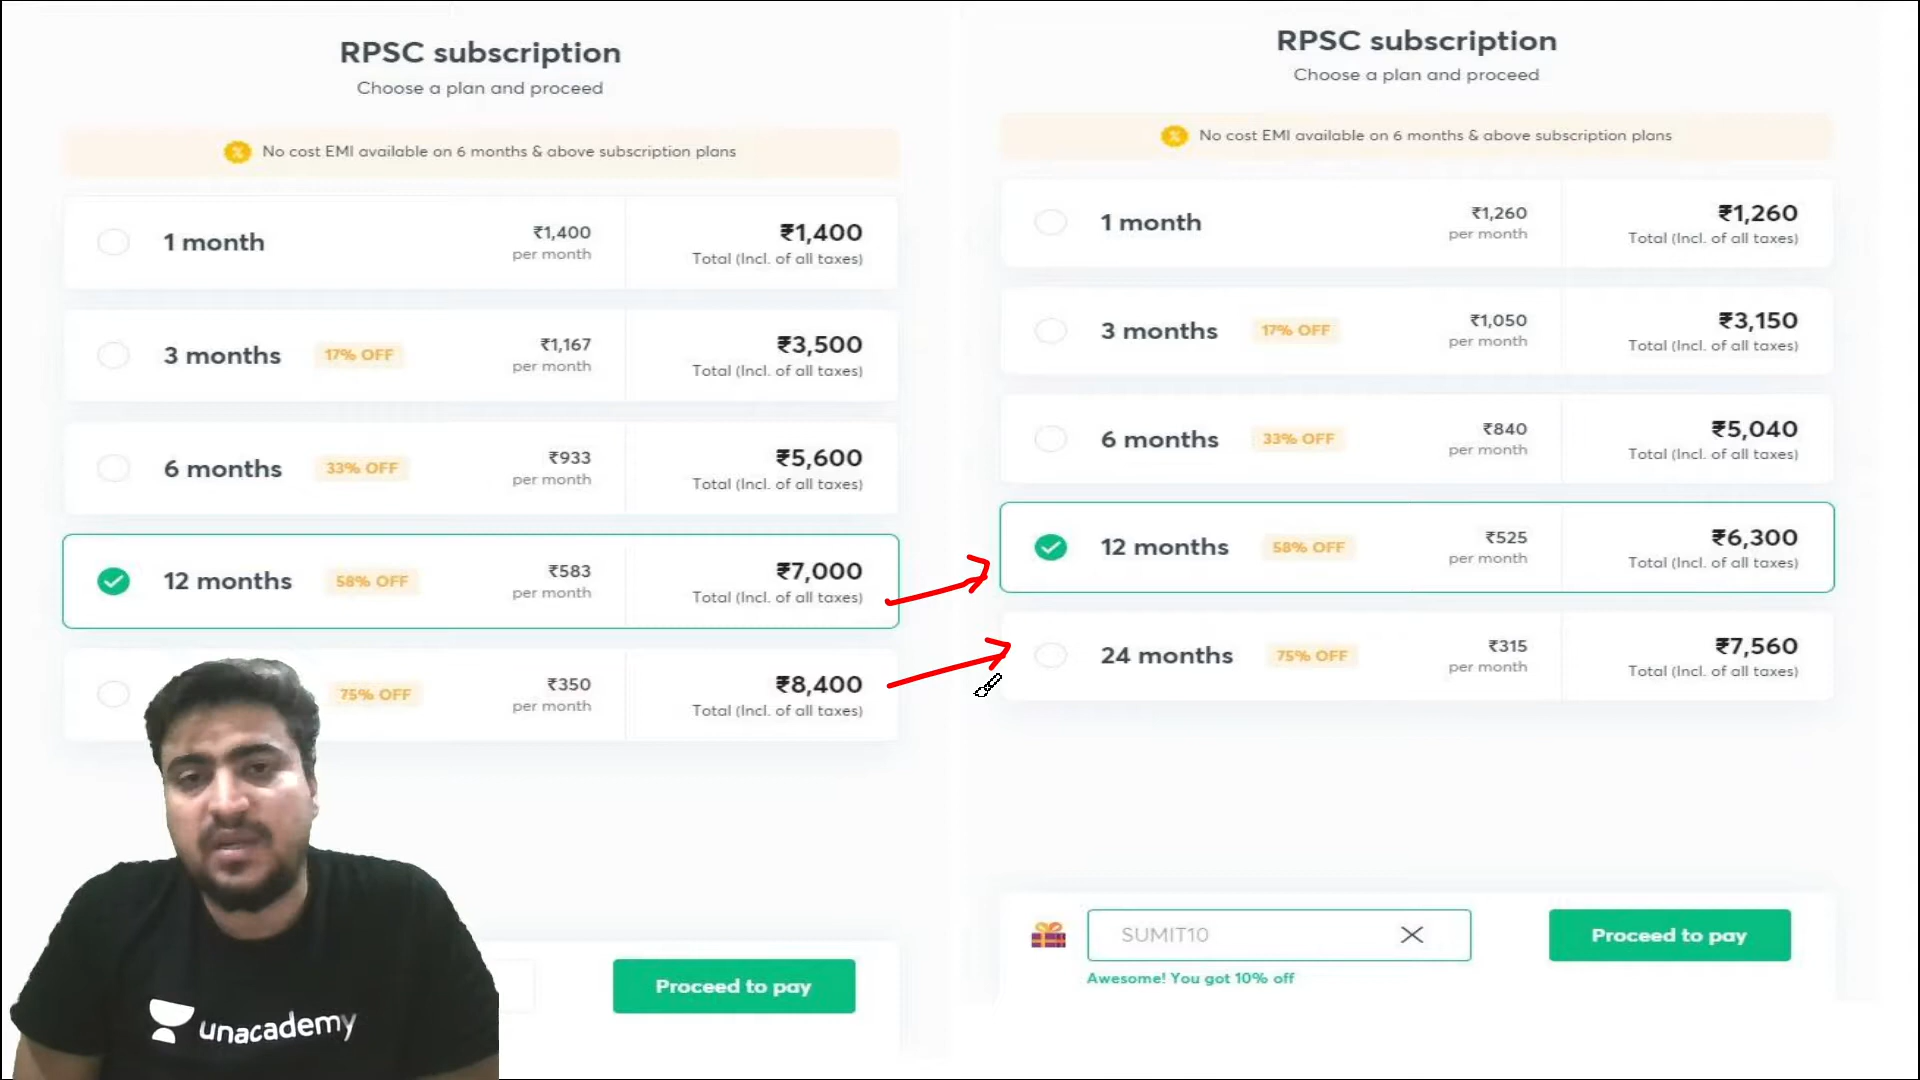 RPSC subscription
Choose a plan and proceed
No cost EMI available on 6 months & above subscription plans
1 month
₹1,400
per month
₹1,400
Total (Incl. of all taxes)
3 months
17% OFF
₹1,167
per month
₹3,500
Total (Incl. of all taxes)
6 months
33% OFF
₹933
per month
₹5,600
Total (Incl. of all taxes)
12 months
58% OFF
₹583
per month
₹7,000
Total (Incl. of all taxes)
75% OFF
₹350
per month
₹8,400
Total (Incl. of all taxes)
Proceed to pay
unacademy
RPSC subscription
Choose a plan and proceed
No cost EMI available on 6 months & above subscription plans
1 month
₹1,260
per month
₹1,260
Total (Incl. of all taxes)
3 months
17% OFF
₹1,050
per month
₹3,150
Total (Incl. of all taxes)
6 months
33% OFF
₹840
per month
₹5,040
Total (Incl. of all taxes)
12 months
58% OFF
₹525
per month
₹6,300
Total (Incl. of all taxes)
24 months
75% OFF
₹315
per month
₹7,560
Total (Incl. of all taxes)
SUMIT10
Awesome! You got 10% off
Proceed to pay